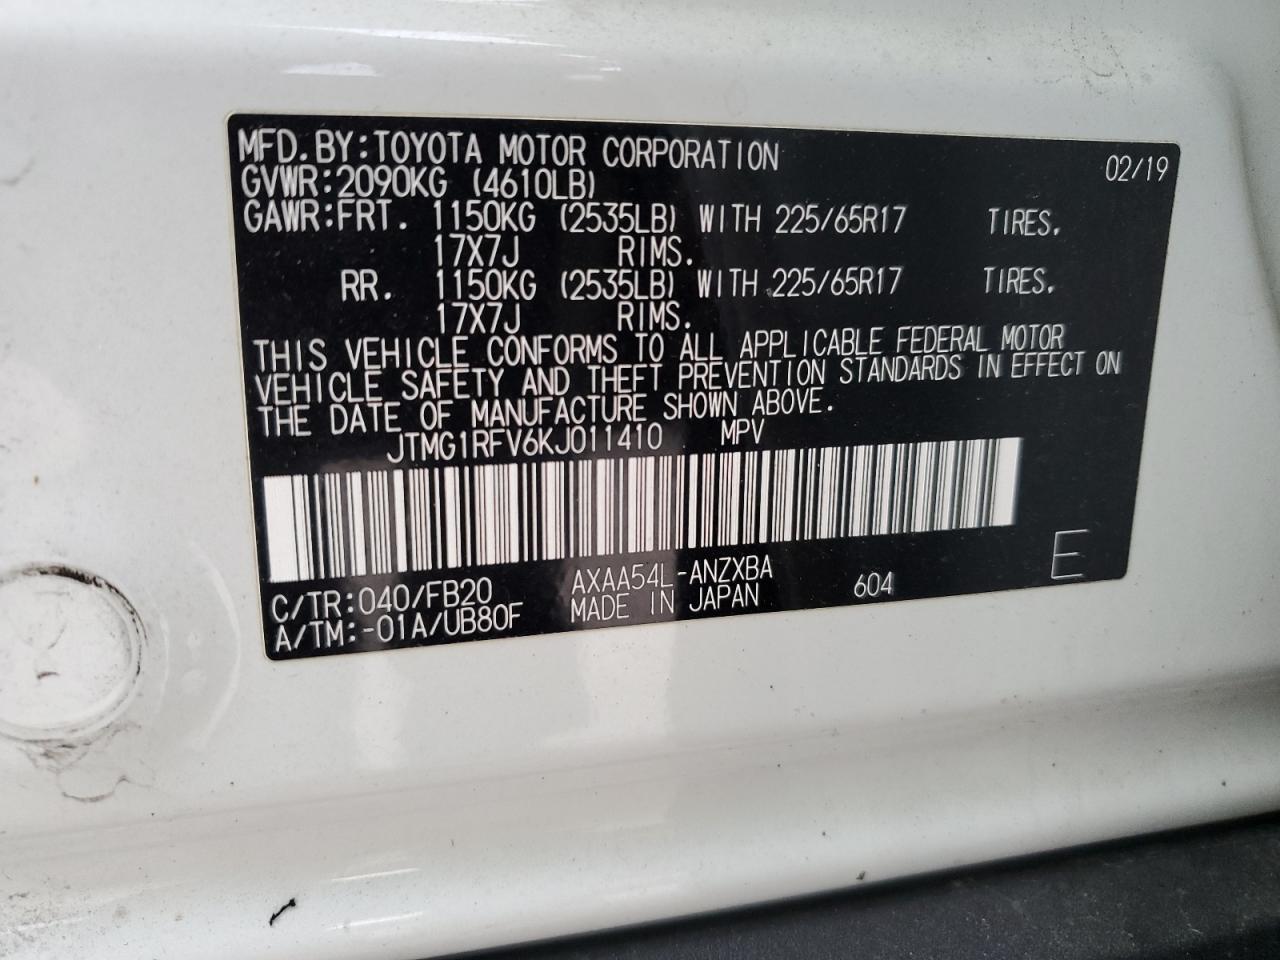 MFD.BY:TOYOTA MOTOR CORPORATION 02/19
GVWR:2090KG (4610LB)
GAWR:FRT. 1150KG (2535LB) WITH 225/65R17 TIRES.
17X7J RIMS.
RR. 1150KG (2535LB) WITH 225/65R17 TIRES.
17X7J RIMS.
THIS VEHICLE CONFORMS TO ALL APPLICABLE FEDERAL MOTOR
VEHICLE SAFETY AND THEFT PREVENTION STANDARDS IN EFFECT ON
THE DATE OF MANUFACTURE SHOWN ABOVE.
JTMG1RFV6KJ011410 MPV
C/TR:040/FB20 AXAA54L-ANZXBA 604 E
A/TM:-01A/UB80F MADE IN JAPAN